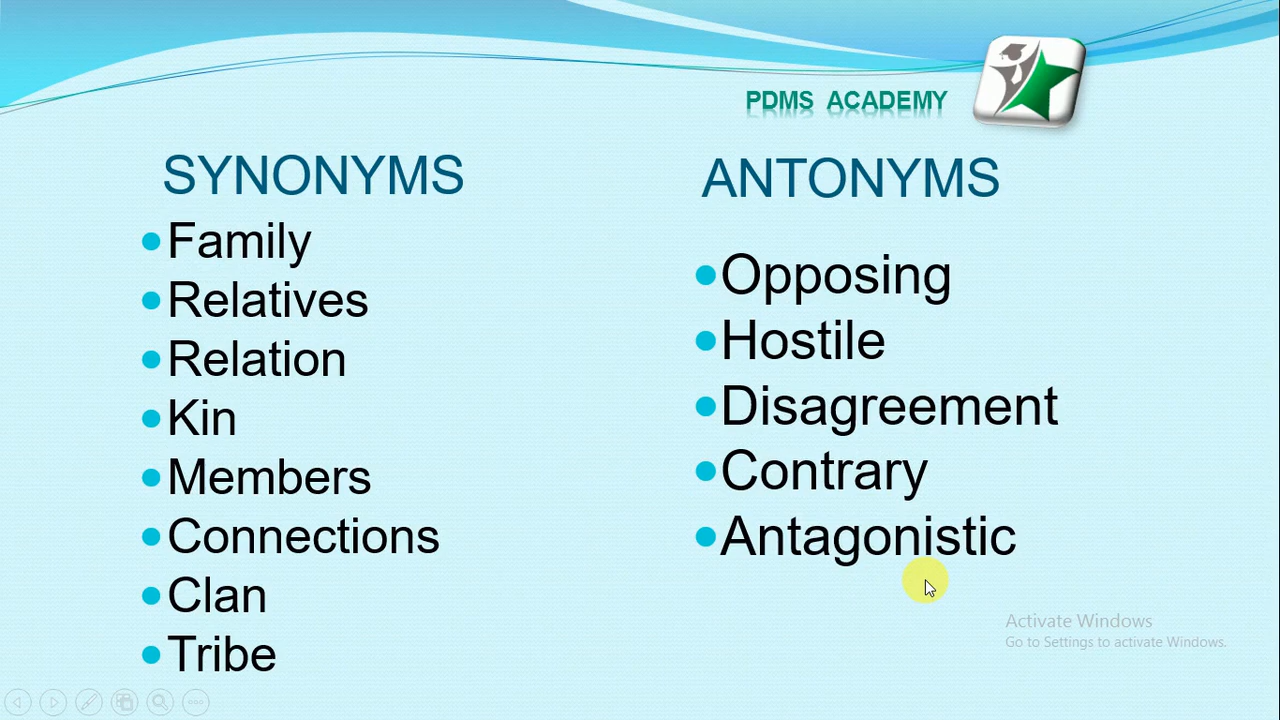 PDMS ACADEMY
SYNONYMS
Family
Relatives
Relation
Kin
Members
Connections
Clan
Tribe
ANTONYMS
Opposing
Hostile
Disagreement
Contrary
Antagonistic
Activate Windows
Go to Settings to activate Windows.